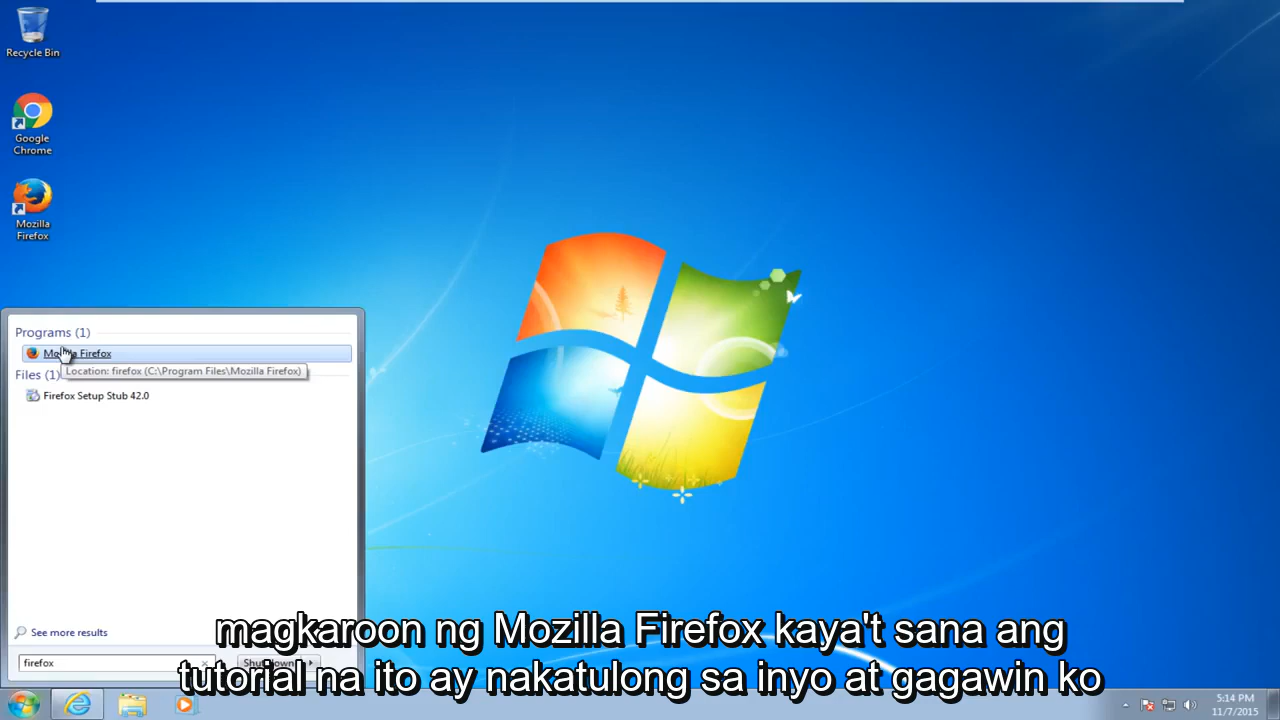 Recycle Bin
Google
Chrome
Mozilla
Firefox
Programs (1)
Mozilla Firefox
Location: firefox (C:\Program Files\Mozilla Firefox)
Files (1)
Firefox Setup Stub 42.0
See more results
firefox
Shut down
magkaroon ng Mozilla Firefox kaya't sana ang
tutorial na ito ay nakatulong sa inyo at gagawin ko
5:14 PM
11/7/2015